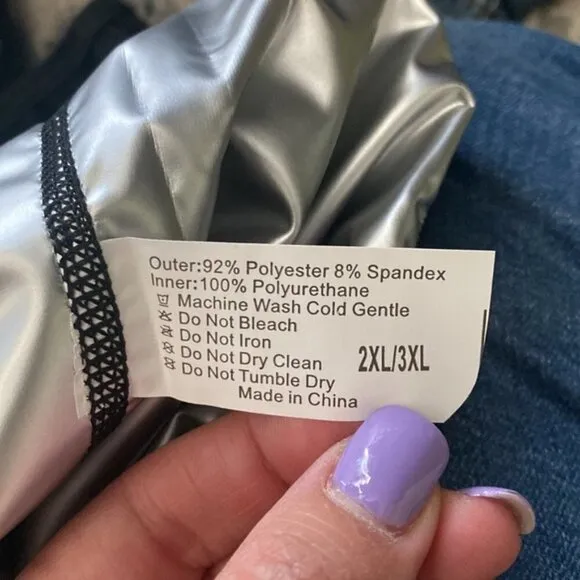 Outer:92% Polyester 8% Spandex
Inner:100% Polyurethane
Machine Wash Cold Gentle
Do Not Bleach
Do Not Iron
Do Not Dry Clean
Do Not Tumble Dry
2XL/3XL
Made in China